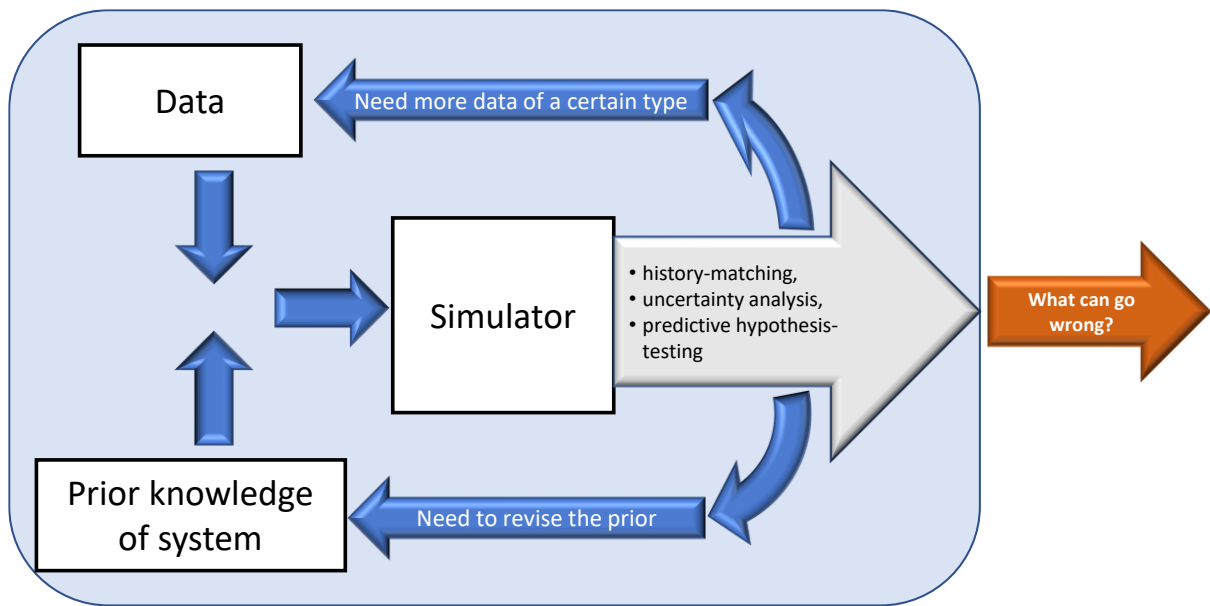 Data
Need more data of a certain type
Simulator
• history-matching,
• uncertainty analysis,
• predictive hypothesis-
testing
What can go
wrong?
Prior knowledge
of system
Need to revise the prior